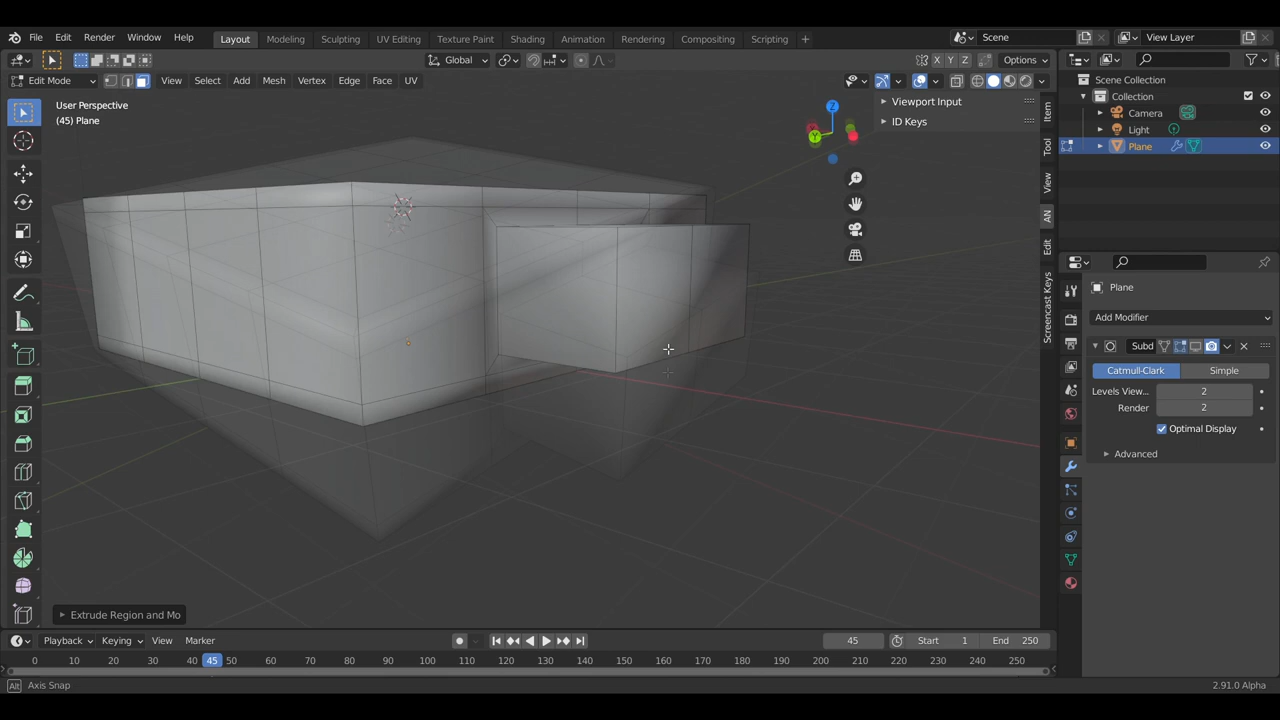 File Edit Render Window Help
Layout Modeling Sculpting UV Editing Texture Paint Shading Animation Rendering Compositing Scripting +
Scene
View Layer
Global
X Y Z
Options
Edit Mode
View Select Add Mesh Vertex Edge Face UV
User Perspective
(45) Plane
Viewport Input
ID Keys
Z
Y
Item
Tool
View
AN
Edit
Screencast Keys
Scene Collection
Collection
Camera
Light
Plane
Plane
Add Modifier
Subd
Catmull-Clark Simple
Levels View... 2
Render 2
Optimal Display
Advanced
Extrude Region and Mo
Playback Keying View Marker
45
Start 1
End 250
0 10 20 30 40 45 50 60 70 80 90 100 110 120 130 140 150 160 170 180 190 200 210 220 230 240 250
Alt Axis Snap
2.91.0 Alpha